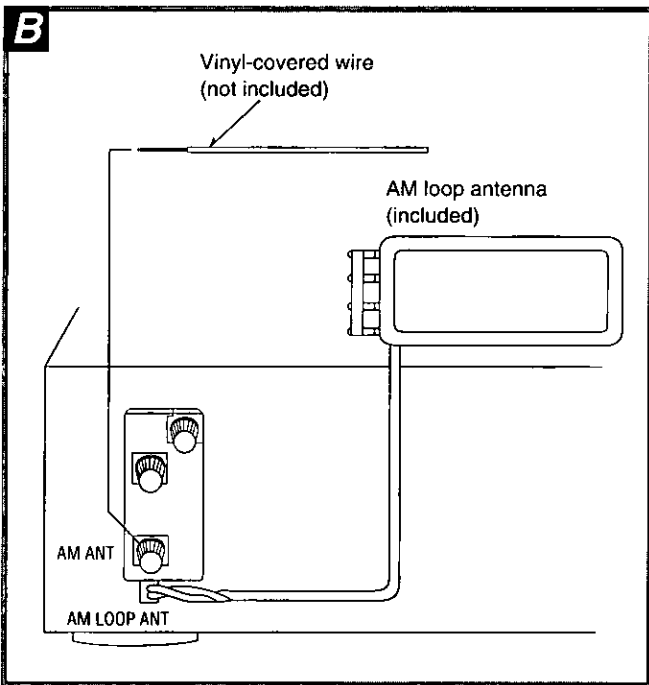 B
Vinyl-covered wire
(not included)
AM loop antenna
(included)
AM ANT
AM LOOP ANT